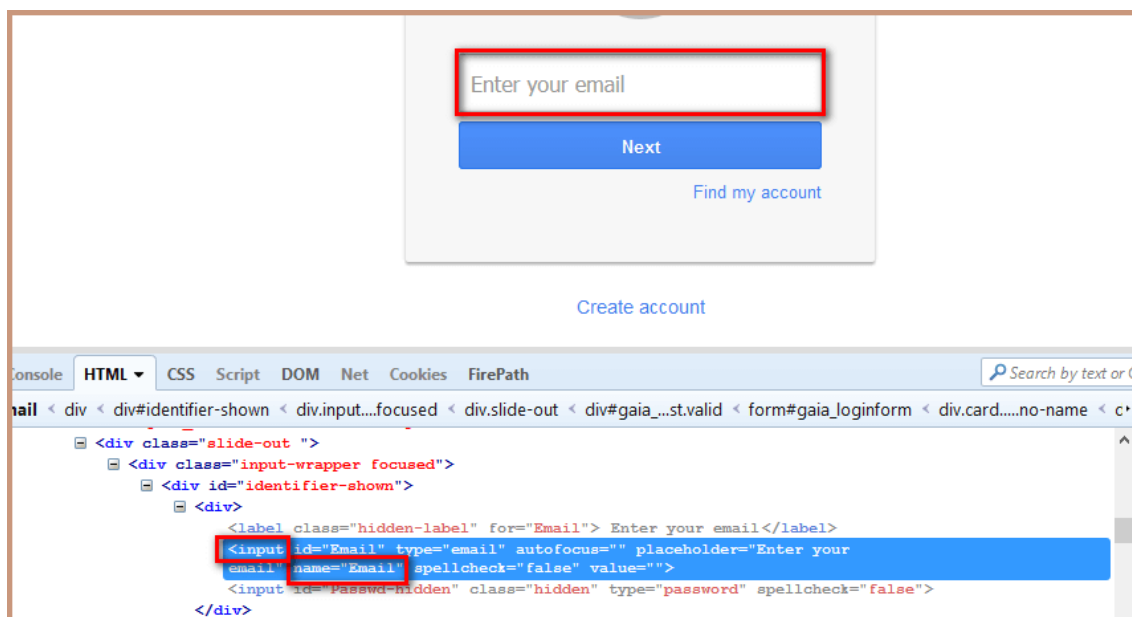 Enter your email
Next
Find my account
Create account
Console HTML CSS Script DOM Net Cookies FirePath Search by text or
div < div#identifier-shown < div.input....focused < div.slide-out < div#gaia_...st.valid < form#gaia_loginform < div.card.....no-name <
<div class="slide-out ">
<div class="input-wrapper focused">
<div id="identifier-shown">
<div>
<label class="hidden-label" for="Email"> Enter your email</label>
<input id="Email" type="email" autofocus="" placeholder="Enter your
email" name="Email" spellcheck="false" value="">
<input id="Passwd-hidden" class="hidden" type="password" spellcheck="false">
</div>